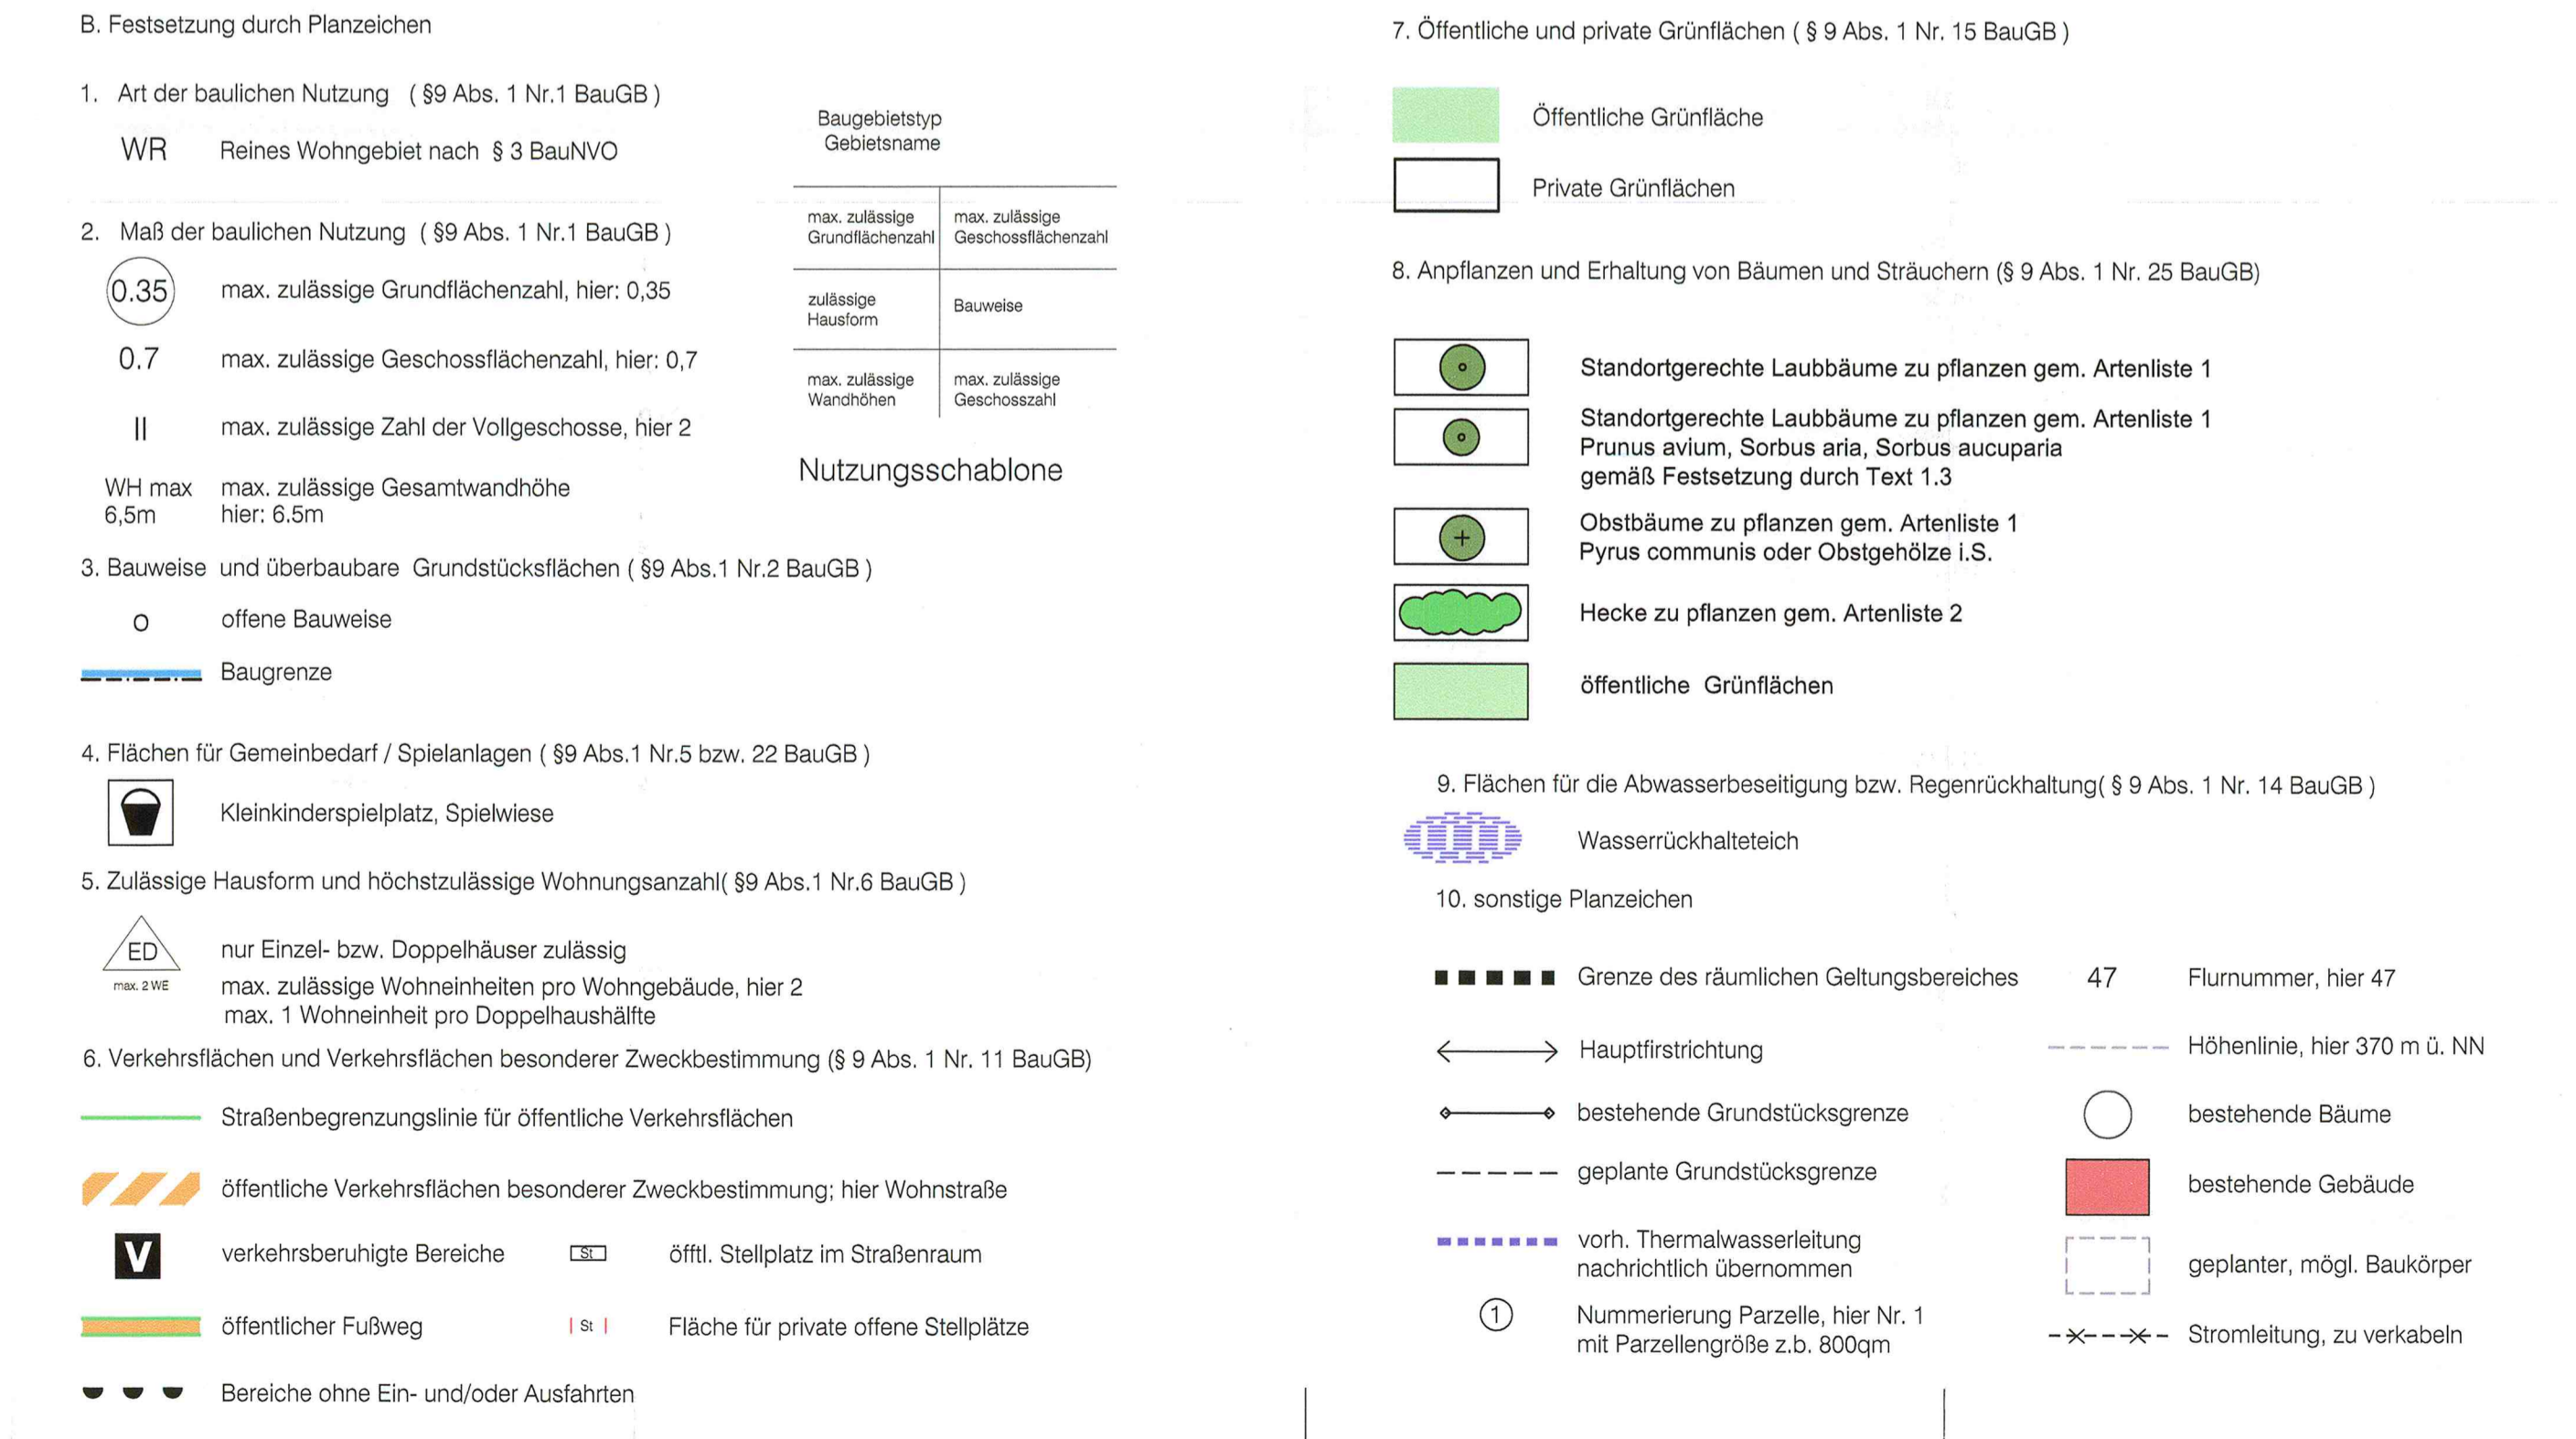 B. Festsetzung durch Planzeichen
1. Art der baulichen Nutzung ( §9 Abs. 1 Nr.1 BauGB )
WR Reines Wohngebiet nach § 3 BauNVO
2. Maß der baulichen Nutzung ( §9 Abs. 1 Nr.1 BauGB )
0.35 max. zulässige Grundflächenzahl, hier: 0,35
0.7 max. zulässige Geschossflächenzahl, hier: 0,7
II max. zulässige Zahl der Vollgeschosse, hier 2
WH max max. zulässige Gesamtwandhöhe
6,5m hier: 6.5m
Baugebietstyp
Gebietsname
max. zulässige
Grundflächenzahl
max. zulässige
Geschossflächenzahl
zulässige
Hausform
Bauweise
max. zulässige
Wandhöhen
max. zulässige
Geschosszahl
Nutzungsschablone
3. Bauweise und überbaubare Grundstücksflächen ( §9 Abs.1 Nr.2 BauGB )
o offene Bauweise
Baugrenze
4. Flächen für Gemeinbedarf / Spielanlagen ( §9 Abs.1 Nr.5 bzw. 22 BauGB )
Kleinkinderspielplatz, Spielwiese
5. Zulässige Hausform und höchstzulässige Wohnungsanzahl( §9 Abs.1 Nr.6 BauGB )
ED nur Einzel- bzw. Doppelhäuser zulässig
max. 2 WE max. zulässige Wohneinheiten pro Wohngebäude, hier 2
max. 1 Wohneinheit pro Doppelhaushälfte
6. Verkehrsflächen und Verkehrsflächen besonderer Zweckbestimmung (§ 9 Abs. 1 Nr. 11 BauGB)
Straßenbegrenzungslinie für öffentliche Verkehrsflächen
öffentliche Verkehrsflächen besonderer Zweckbestimmung; hier Wohnstraße
V verkehrsberuhigte Bereiche St öfftl. Stellplatz im Straßenraum
öffentlicher Fußweg St Fläche für private offene Stellplätze
Bereiche ohne Ein- und/oder Ausfahrten
7. Öffentliche und private Grünflächen ( § 9 Abs. 1 Nr. 15 BauGB )
Öffentliche Grünfläche
Private Grünflächen
8. Anpflanzen und Erhaltung von Bäumen und Sträuchern (§ 9 Abs. 1 Nr. 25 BauGB)
Standortgerechte Laubbäume zu pflanzen gem. Artenliste 1
Standortgerechte Laubbäume zu pflanzen gem. Artenliste 1
Prunus avium, Sorbus aria, Sorbus aucuparia
gemäß Festsetzung durch Text 1.3
Obstbäume zu pflanzen gem. Artenliste 1
Pyrus communis oder Obstgehölze i.S.
Hecke zu pflanzen gem. Artenliste 2
öffentliche Grünflächen
9. Flächen für die Abwasserbeseitigung bzw. Regenrückhaltung( § 9 Abs. 1 Nr. 14 BauGB )
Wasserrückhalteteich
10. sonstige Planzeichen
Grenze des räumlichen Geltungsbereiches
Hauptfirstrichtung
bestehende Grundstücksgrenze
geplante Grundstücksgrenze
vorh. Thermalwasserleitung
nachrichtlich übernommen
1 Nummerierung Parzelle, hier Nr. 1
mit Parzellengröße z.b. 800qm
47 Flurnummer, hier 47
Höhenlinie, hier 370 m ü. NN
bestehende Bäume
bestehende Gebäude
geplanter, mögl. Baukörper
Stromleitung, zu verkabeln